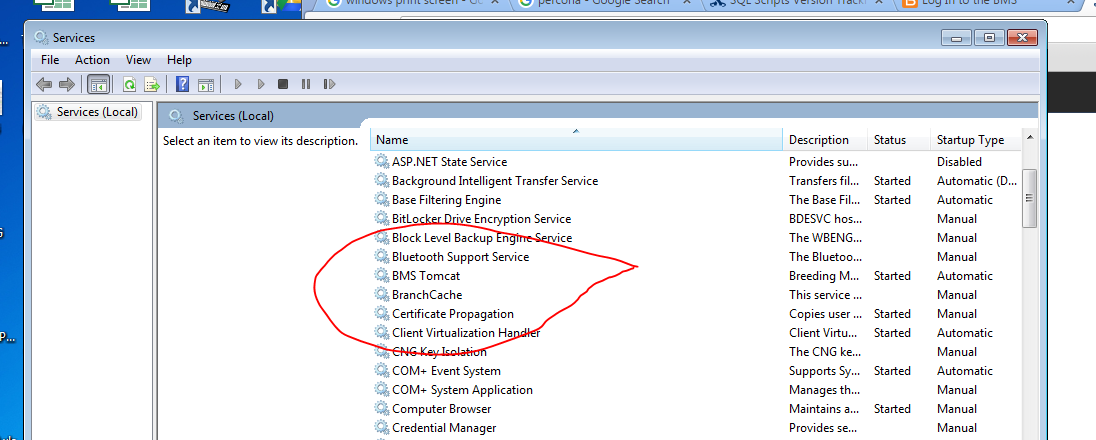 windows print screen - G
percona - Google Search
SQL Scripts Version Tracki
Log In to the BMS
Services
File Action View Help
Services (Local)
Services (Local)
Select an item to view its description.
Name Description Status Startup Type
ASP.NET State Service Provides su... Disabled
Background Intelligent Transfer Service Transfers fil... Started Automatic (D...
Base Filtering Engine The Base Fil... Started Automatic
BitLocker Drive Encryption Service BDESVC hos... Manual
Block Level Backup Engine Service The WBENG... Manual
Bluetooth Support Service The Bluetoo... Manual
BMS Tomcat Breeding M... Started Automatic
BranchCache This service ... Manual
Certificate Propagation Copies user ... Started Manual
Client Virtualization Handler Client Virtu... Started Automatic
CNG Key Isolation The CNG ke... Manual
COM+ Event System Supports Sy... Started Automatic
COM+ System Application Manages th... Manual
Computer Browser Maintains a... Started Manual
Credential Manager Provides se... Manual